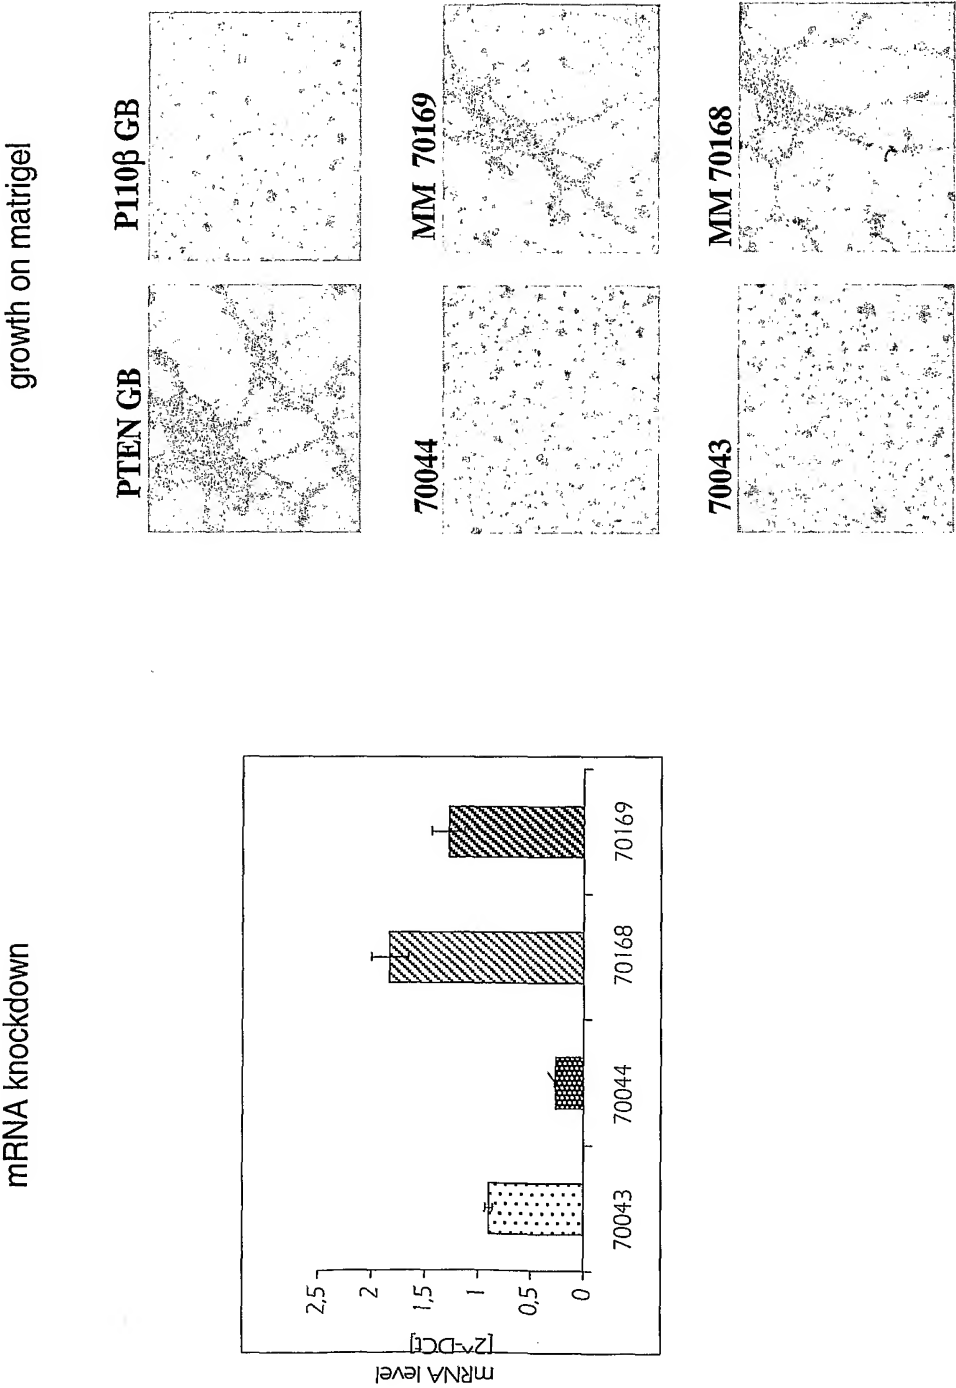 mRNA knockdown
mRNA level
[2^-DCt]
2,5
2
1,5
1
0,5
0
70043
70044
70168
70169
growth on matrigel
PTEN GB
P110β GB
70044
MM 70169
70043
MM 70168